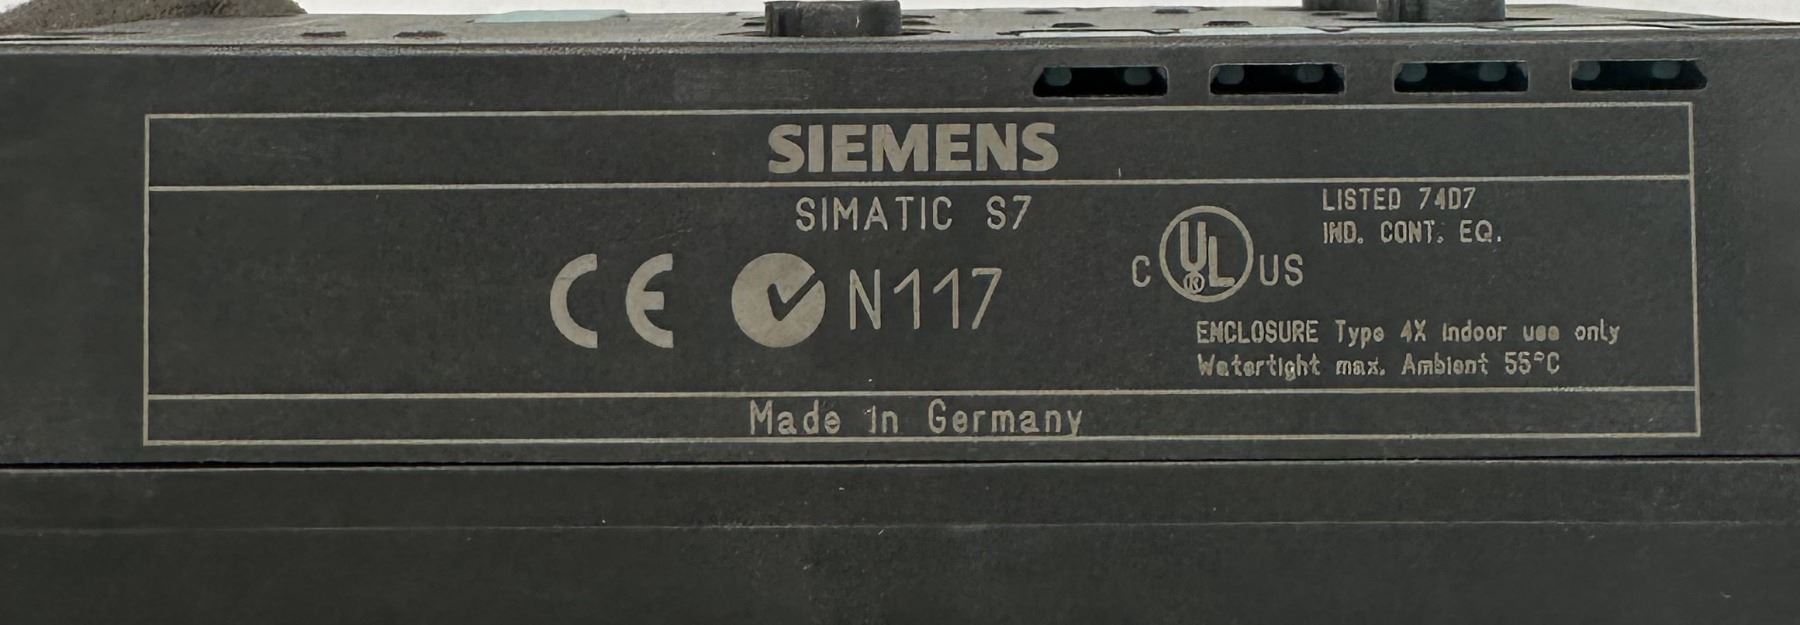 SIEMENS
SIMATIC S7
CE N117
C UL US
®
LISTED 74D7
IND. CONT. EQ.
ENCLOSURE Type 4X indoor use only
Watertight max. Ambient 55°C
Made in Germany